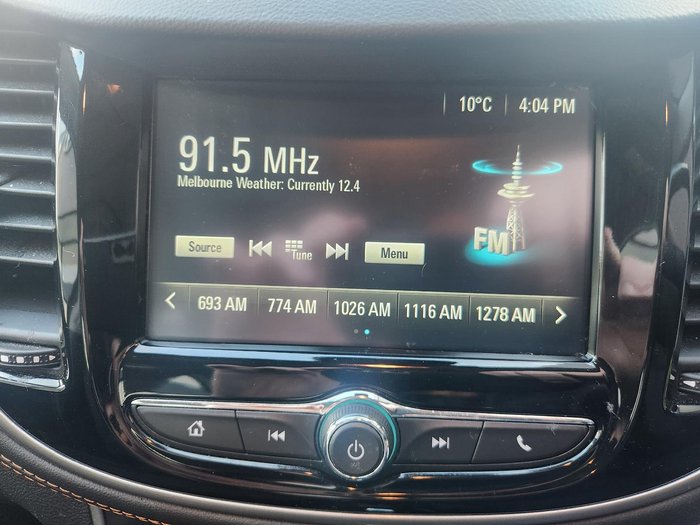 10°C 4:04 PM
91.5 MHz
Melbourne Weather: Currently 12.4
FM
Source Tune Menu
693 AM 774 AM 1026 AM 1116 AM 1278 AM